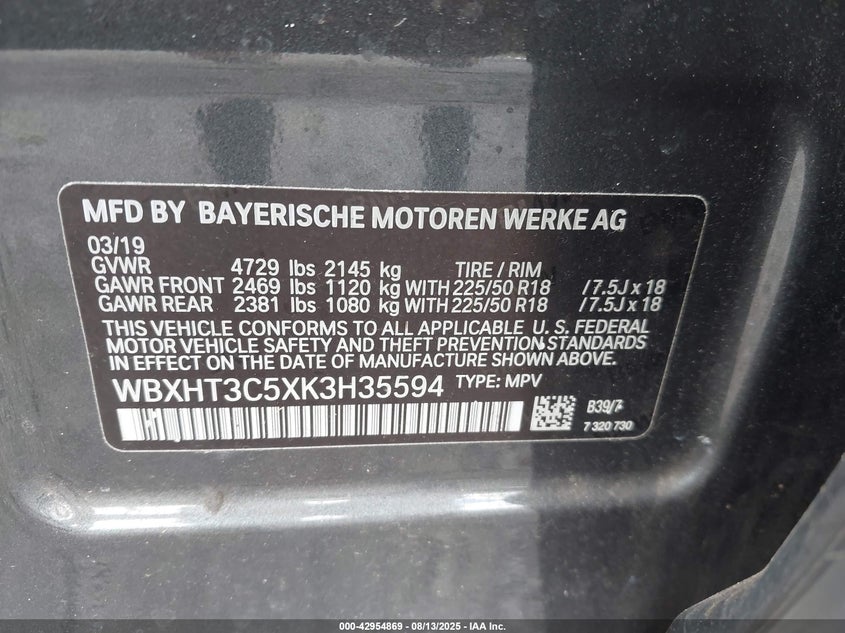 MFD BY BAYERISCHE MOTOREN WERKE AG
03/19
GVWR 4729 lbs 2145 kg TIRE / RIM
GAWR FRONT 2469 lbs 1120 kg WITH 225/50 R18 /7.5J x 18
GAWR REAR 2381 lbs 1080 kg WITH 225/50 R18 /7.5J x 18
THIS VEHICLE CONFORMS TO ALL APPLICABLE U. S. FEDERAL
MOTOR VEHICLE SAFETY AND THEFT PREVENTION STANDARDS
IN EFFECT ON THE DATE OF MANUFACTURE SHOWN ABOVE.
WBXHT3C5XK3H35594 TYPE: MPV
B39/7
7 320 730
000-42954869 - 08/13/2025 - IAA Inc.